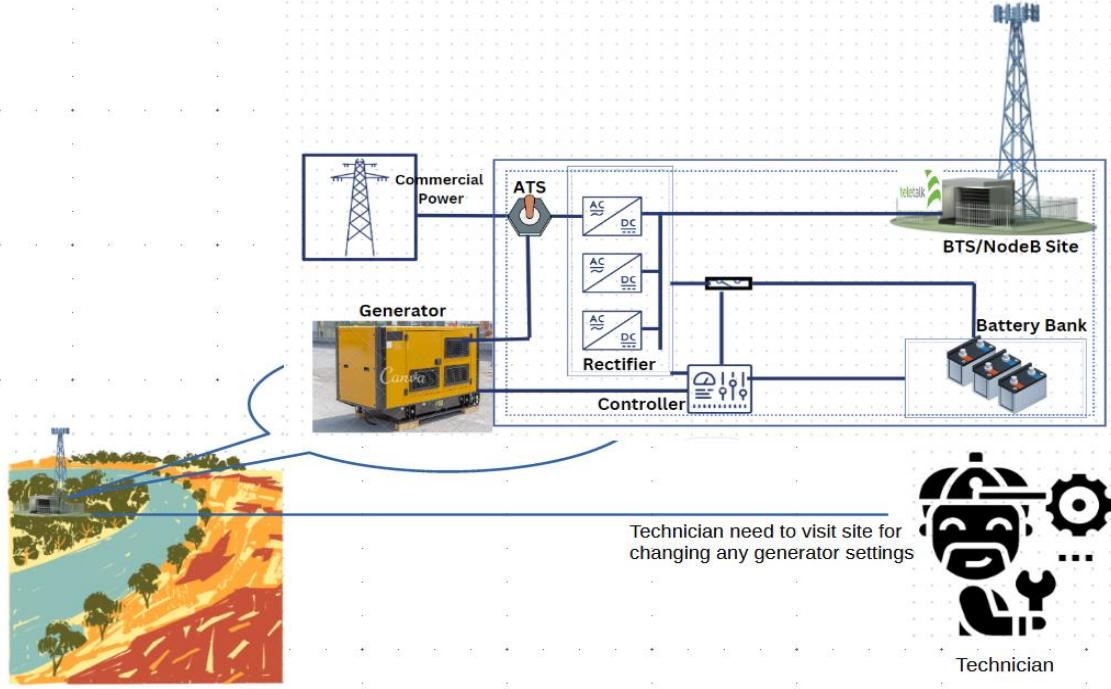 Commercial
Power
ATS
AC
DC
teletalk
BTS/NodeB Site
AC
DC
Generator
AC
DC
Battery Bank
Canva
Rectifier
Controller
Technician need to visit site for
changing any generator settings
Technician